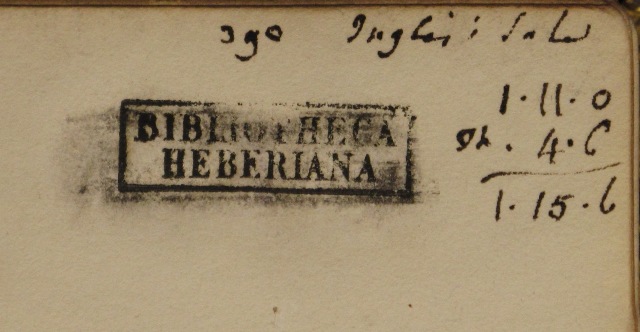 390 Inglis: Sale
BIBLIOTHECA
HEBERIANA
1·11·0
4·6
1·15·6